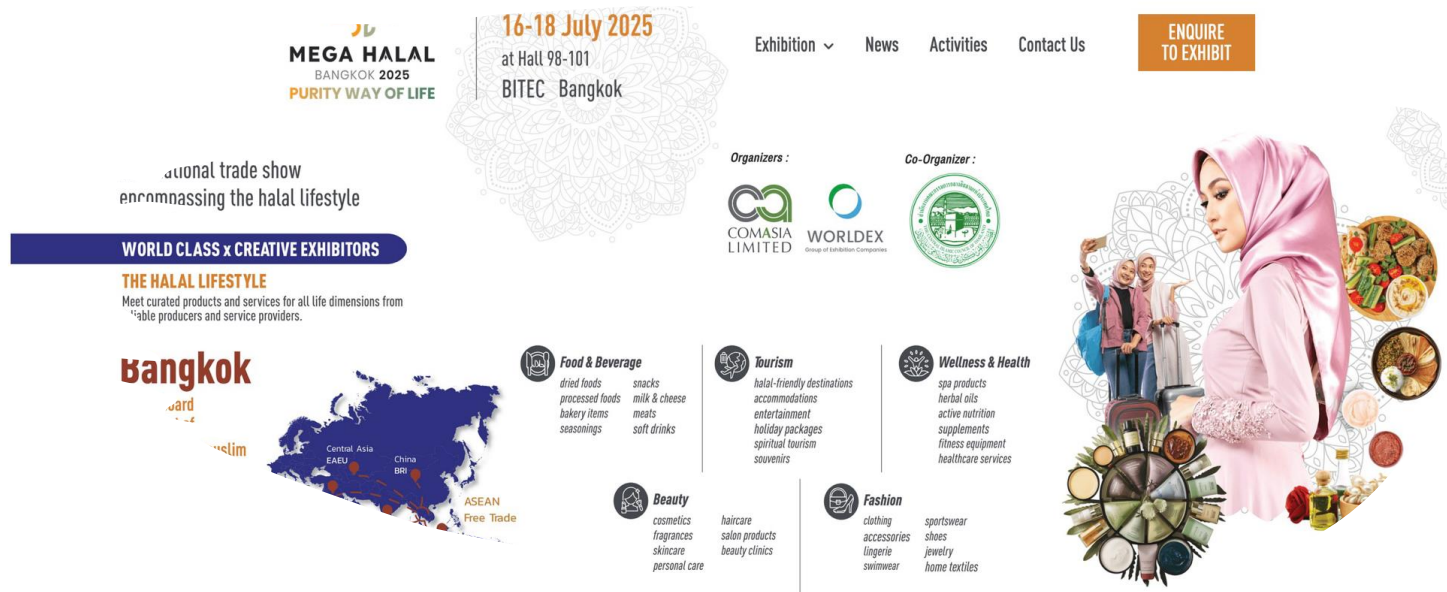 MEGA HALAL
BANGKOK 2025
PURITY WAY OF LIFE
16-18 July 2025
at Hall 98-101
BITEC Bangkok
Exhibition
News
Activities
Contact Us
ENQUIRE
TO EXHIBIT
trade show
encompassing the halal lifestyle
WORLD CLASS x CREATIVE EXHIBITORS
THE HALAL LIFESTYLE
Meet curated products and services for all life dimensions from
producers and service providers.
Organizers :
COMASIA
LIMITED
WORLDEX
Group of Exhibition Companies
Co-Organizer :
Bangkok
Central Asia
EAEU
China
BRI
ASEAN
Free Trade
Food & Beverage
dried foods
processed foods
bakery items
seasonings
snacks
milk & cheese
meats
soft drinks
Tourism
halal-friendly destinations
accommodations
entertainment
holiday packages
spiritual tourism
souvenirs
Wellness & Health
spa products
herbal oils
active nutrition
supplements
fitness equipment
healthcare services
Beauty
cosmetics
fragrances
skincare
personal care
haircare
salon products
beauty clinics
Fashion
clothing
accessories
lingerie
swimwear
sportswear
shoes
jewelry
home textiles